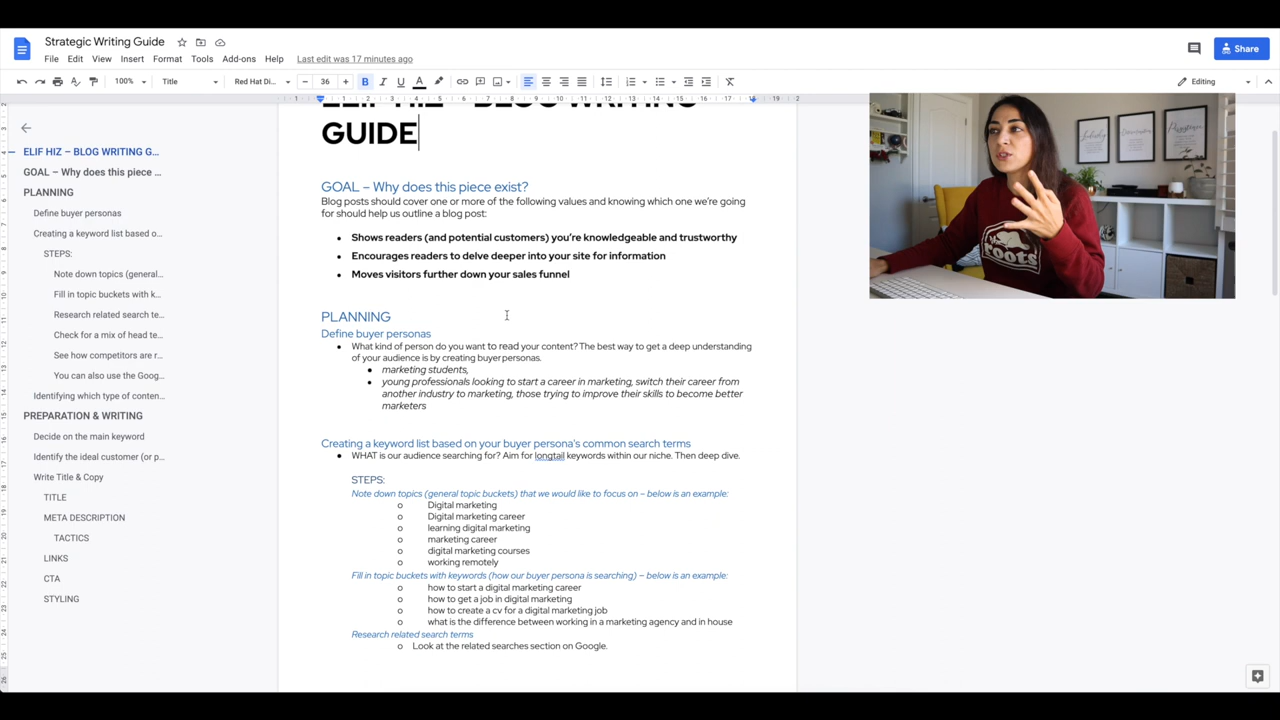 Strategic Writing Guide
File Edit View Insert Format Tools Add-ons Help Last edit was 17 minutes ago
Share
100% Title Red Hat Di... 36 B I U A Editing
ELIF HIZ – BLOG WRITING G...
GOAL – Why does this piece ...
PLANNING
Define buyer personas
Creating a keyword list based o...
STEPS:
Note down topics (general...
Fill in topic buckets with k...
Research related search te...
Check for a mix of head te...
See how competitors are r...
You can also use the Goog...
Identifying which type of conten...
PREPARATION & WRITING
Decide on the main keyword
Identify the ideal customer (or p...
Write Title & Copy
TITLE
META DESCRIPTION
TACTICS
LINKS
CTA
STYLING
ELIF HIZ – BLOG WRITING
GUIDE
GOAL – Why does this piece exist?
Blog posts should cover one or more of the following values and knowing which one we're going
for should help us outline a blog post:
• Shows readers (and potential customers) you're knowledgeable and trustworthy
• Encourages readers to delve deeper into your site for information
• Moves visitors further down your sales funnel
PLANNING
Define buyer personas
• What kind of person do you want to read your content? The best way to get a deep understanding
of your audience is by creating buyer personas.
• marketing students,
• young professionals looking to start a career in marketing, switch their career from
another industry to marketing, those trying to improve their skills to become better
marketers
Creating a keyword list based on your buyer persona's common search terms
• WHAT is our audience searching for? Aim for longtail keywords within our niche. Then deep dive.
STEPS:
Note down topics (general topic buckets) that we would like to focus on – below is an example:
o Digital marketing
o Digital marketing career
o learning digital marketing
o marketing career
o digital marketing courses
o working remotely
Fill in topic buckets with keywords (how our buyer persona is searching) – below is an example:
o how to start a digital marketing career
o how to get a job in digital marketing
o how to create a cv for a digital marketing job
o what is the difference between working in a marketing agency and in house
Research related search terms
o Look at the related searches section on Google.
roots